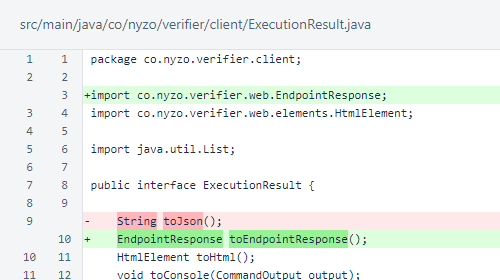 src/main/java/co/nyzo/verifier/client/ExecutionResult.java
1 1 package co.nyzo.verifier.client;
2 2
3 +import co.nyzo.verifier.web.EndpointResponse;
3 4 import co.nyzo.verifier.web.elements.HtmlElement;
4 5
5 6 import java.util.List;
6 7
7 8 public interface ExecutionResult {
8 9
9 - String toJson();
10 + EndpointResponse toEndpointResponse();
10 11 HtmlElement toHtml();
11 12 void toConsole(CommandOutput output);